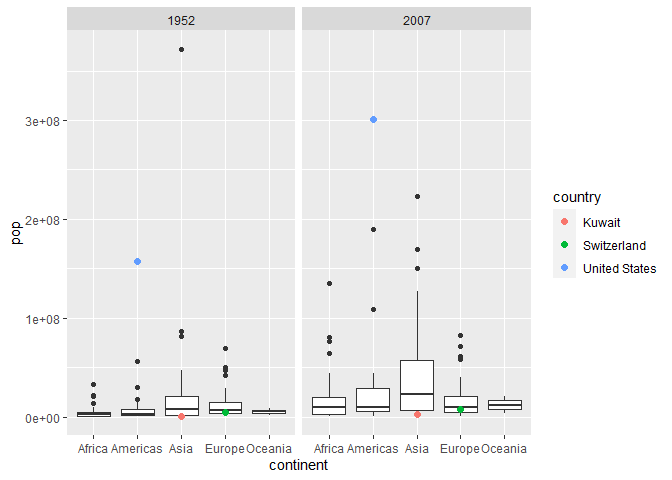 1952 2007
country
Kuwait
Switzerland
United States
pop
3e+08
2e+08
1e+08
0e+00
Africa Americas Asia Europe Oceania Africa Americas Asia Europe Oceania
continent